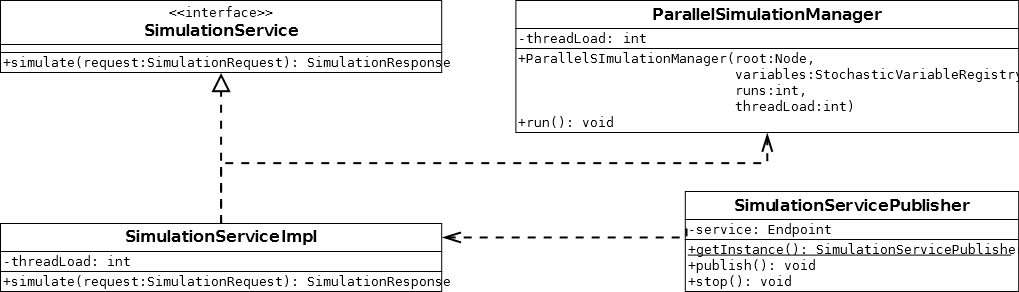 <<interface>>
SimulationService
+simulate(request:SimulationRequest): SimulationResponse
ParallelSimulationManager
-threadLoad: int
+ParallelSImulationManager(root:Node,
variables:StochasticVariableRegistry
runs:int,
threadLoad:int)
+run(): void
SimulationServiceImpl
-threadLoad: int
+simulate(request:SimulationRequest): SimulationResponse
SimulationServicePublisher
-service: Endpoint
+getInstance(): SimulationServicePublisher
+publish(): void
+stop(): void